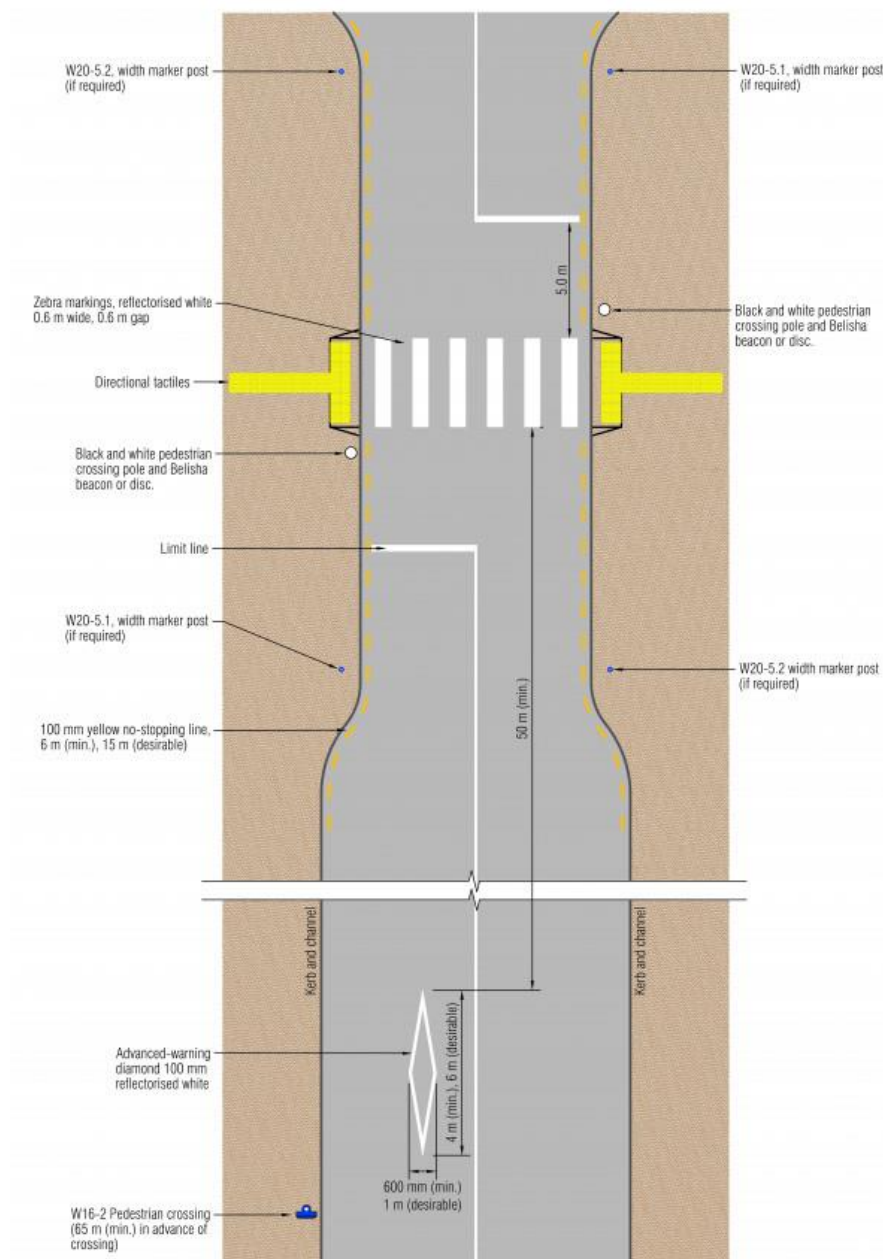 W20-5.2, width marker post
(if required)
W20-5.1, width marker post
(if required)
5.0 m
Zebra markings, reflectorised white
0.6 m wide, 0.6 m gap
Black and white pedestrian
crossing pole and Belisha
beacon or disc.
Directional tactiles
Black and white pedestrian
crossing pole and Belisha
beacon or disc.
Limit line
W20-5.1, width marker post
(if required)
W20-5.2 width marker post
(if required)
50 m (min.)
100 mm yellow no-stopping line,
6 m (min.), 15 m (desirable)
Kerb and channel
Kerb and channel
Advanced-warning
diamond 100 mm
reflectorised white
4 m (min.), 6 m (desirable)
600 mm (min.)
1 m (desirable)
W16-2 Pedestrian crossing
(65 m (min.) in advance of
crossing)